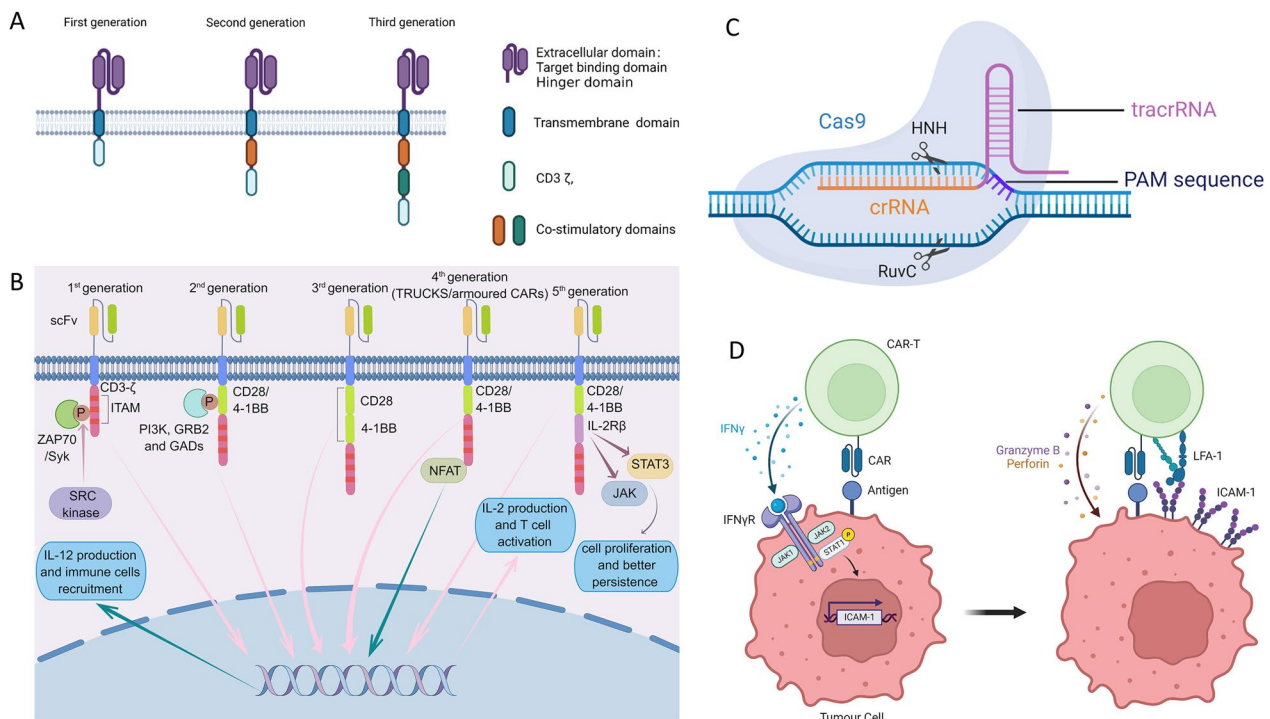 A
First generation
Second generation
Third generation
Extracellular domain:
Target binding domain
Hinger domain
Transmembrane domain
CD3 ζ,
Co-stimulatory domains
B
1st generation
2nd generation
3rd generation
4th generation
(TRUCKS/armoured CARs)
5th generation
scFv
CD3-ζ
ITAM
P
ZAP70
/Syk
SRC
kinase
P
CD28/
4-1BB
PI3K, GRB2
and GADs
CD28
4-1BB
CD28/
4-1BB
NFAT
CD28/
4-1BB
IL-2Rβ
STAT3
JAK
IL-12 production
and immune cells
recruitment
IL-2 production
and T cell
activation
cell proliferation
and better
persistence
C
Cas9
HNH
tracrRNA
PAM sequence
crRNA
RuvC
D
CAR-T
IFNγ
CAR
Antigen
IFNγR
JAK1
JAK2
STAT1
P
ICAM-1
Tumour Cell
Granzyme B
Perforin
LFA-1
ICAM-1